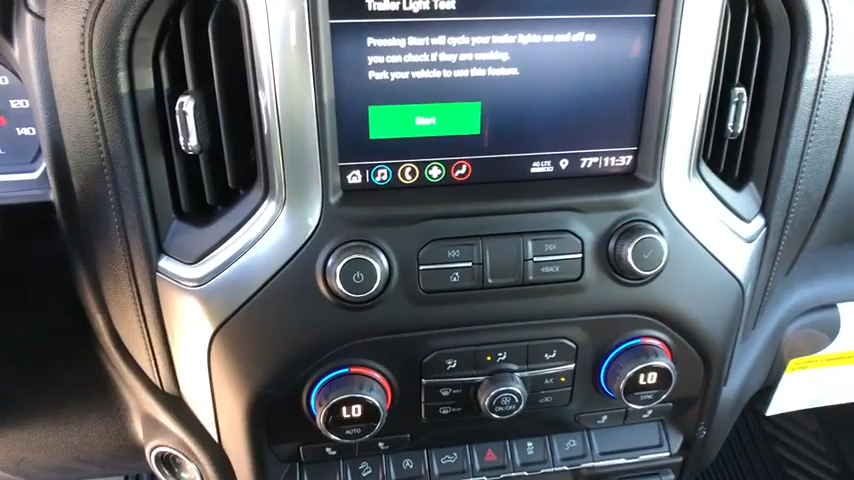 Trailer Light Test
Pressing Start will cycle your trailer lights on and off so
you can check if they are working.
Park your vehicle to use this feature.
Start
4G LTE
77° 11:37
120
140
BACK
LO
AUTO
ON/OFF
A/C
LO
SYNC